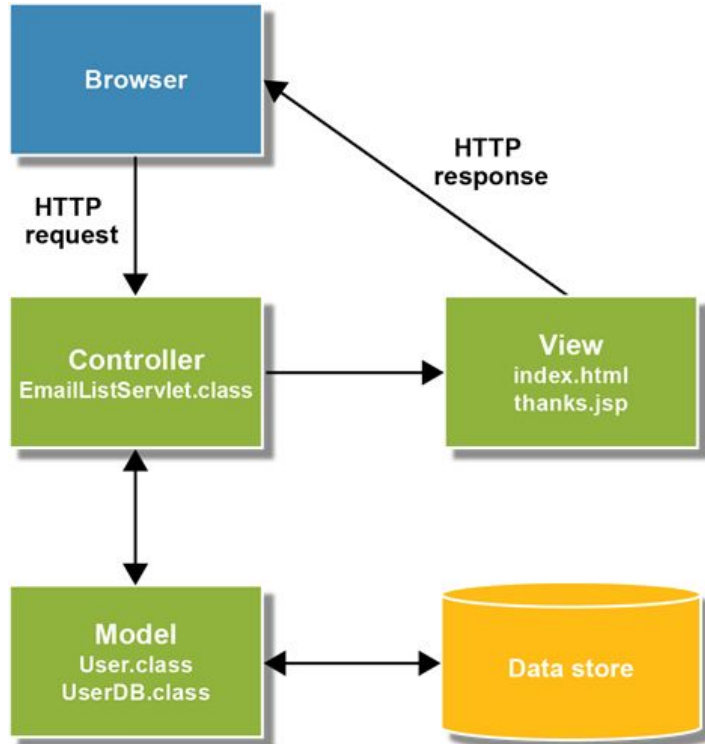 Browser
HTTP
response
HTTP
request
Controller
EmailListServlet.class
View
index.html
thanks.jsp
Model
User.class
UserDB.class
Data store